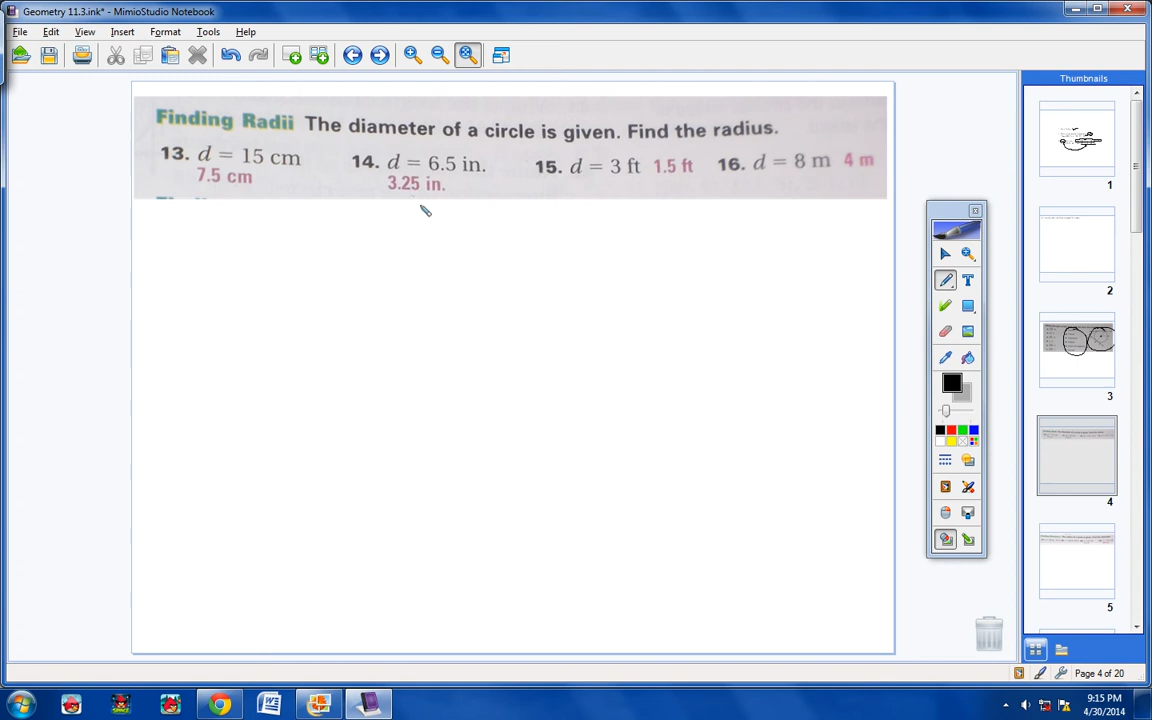 Geometry 11.3.ink* - MimioStudio Notebook
File Edit View Insert Format Tools Help
Thumbnails
Finding Radii The diameter of a circle is given. Find the radius.
13. d = 15 cm 14. d = 6.5 in. 15. d = 3 ft 1.5 ft 16. d = 8 m 4 m
7.5 cm 3.25 in.
T
1
2
3
4
5
Page 4 of 20
9:15 PM
4/30/2014